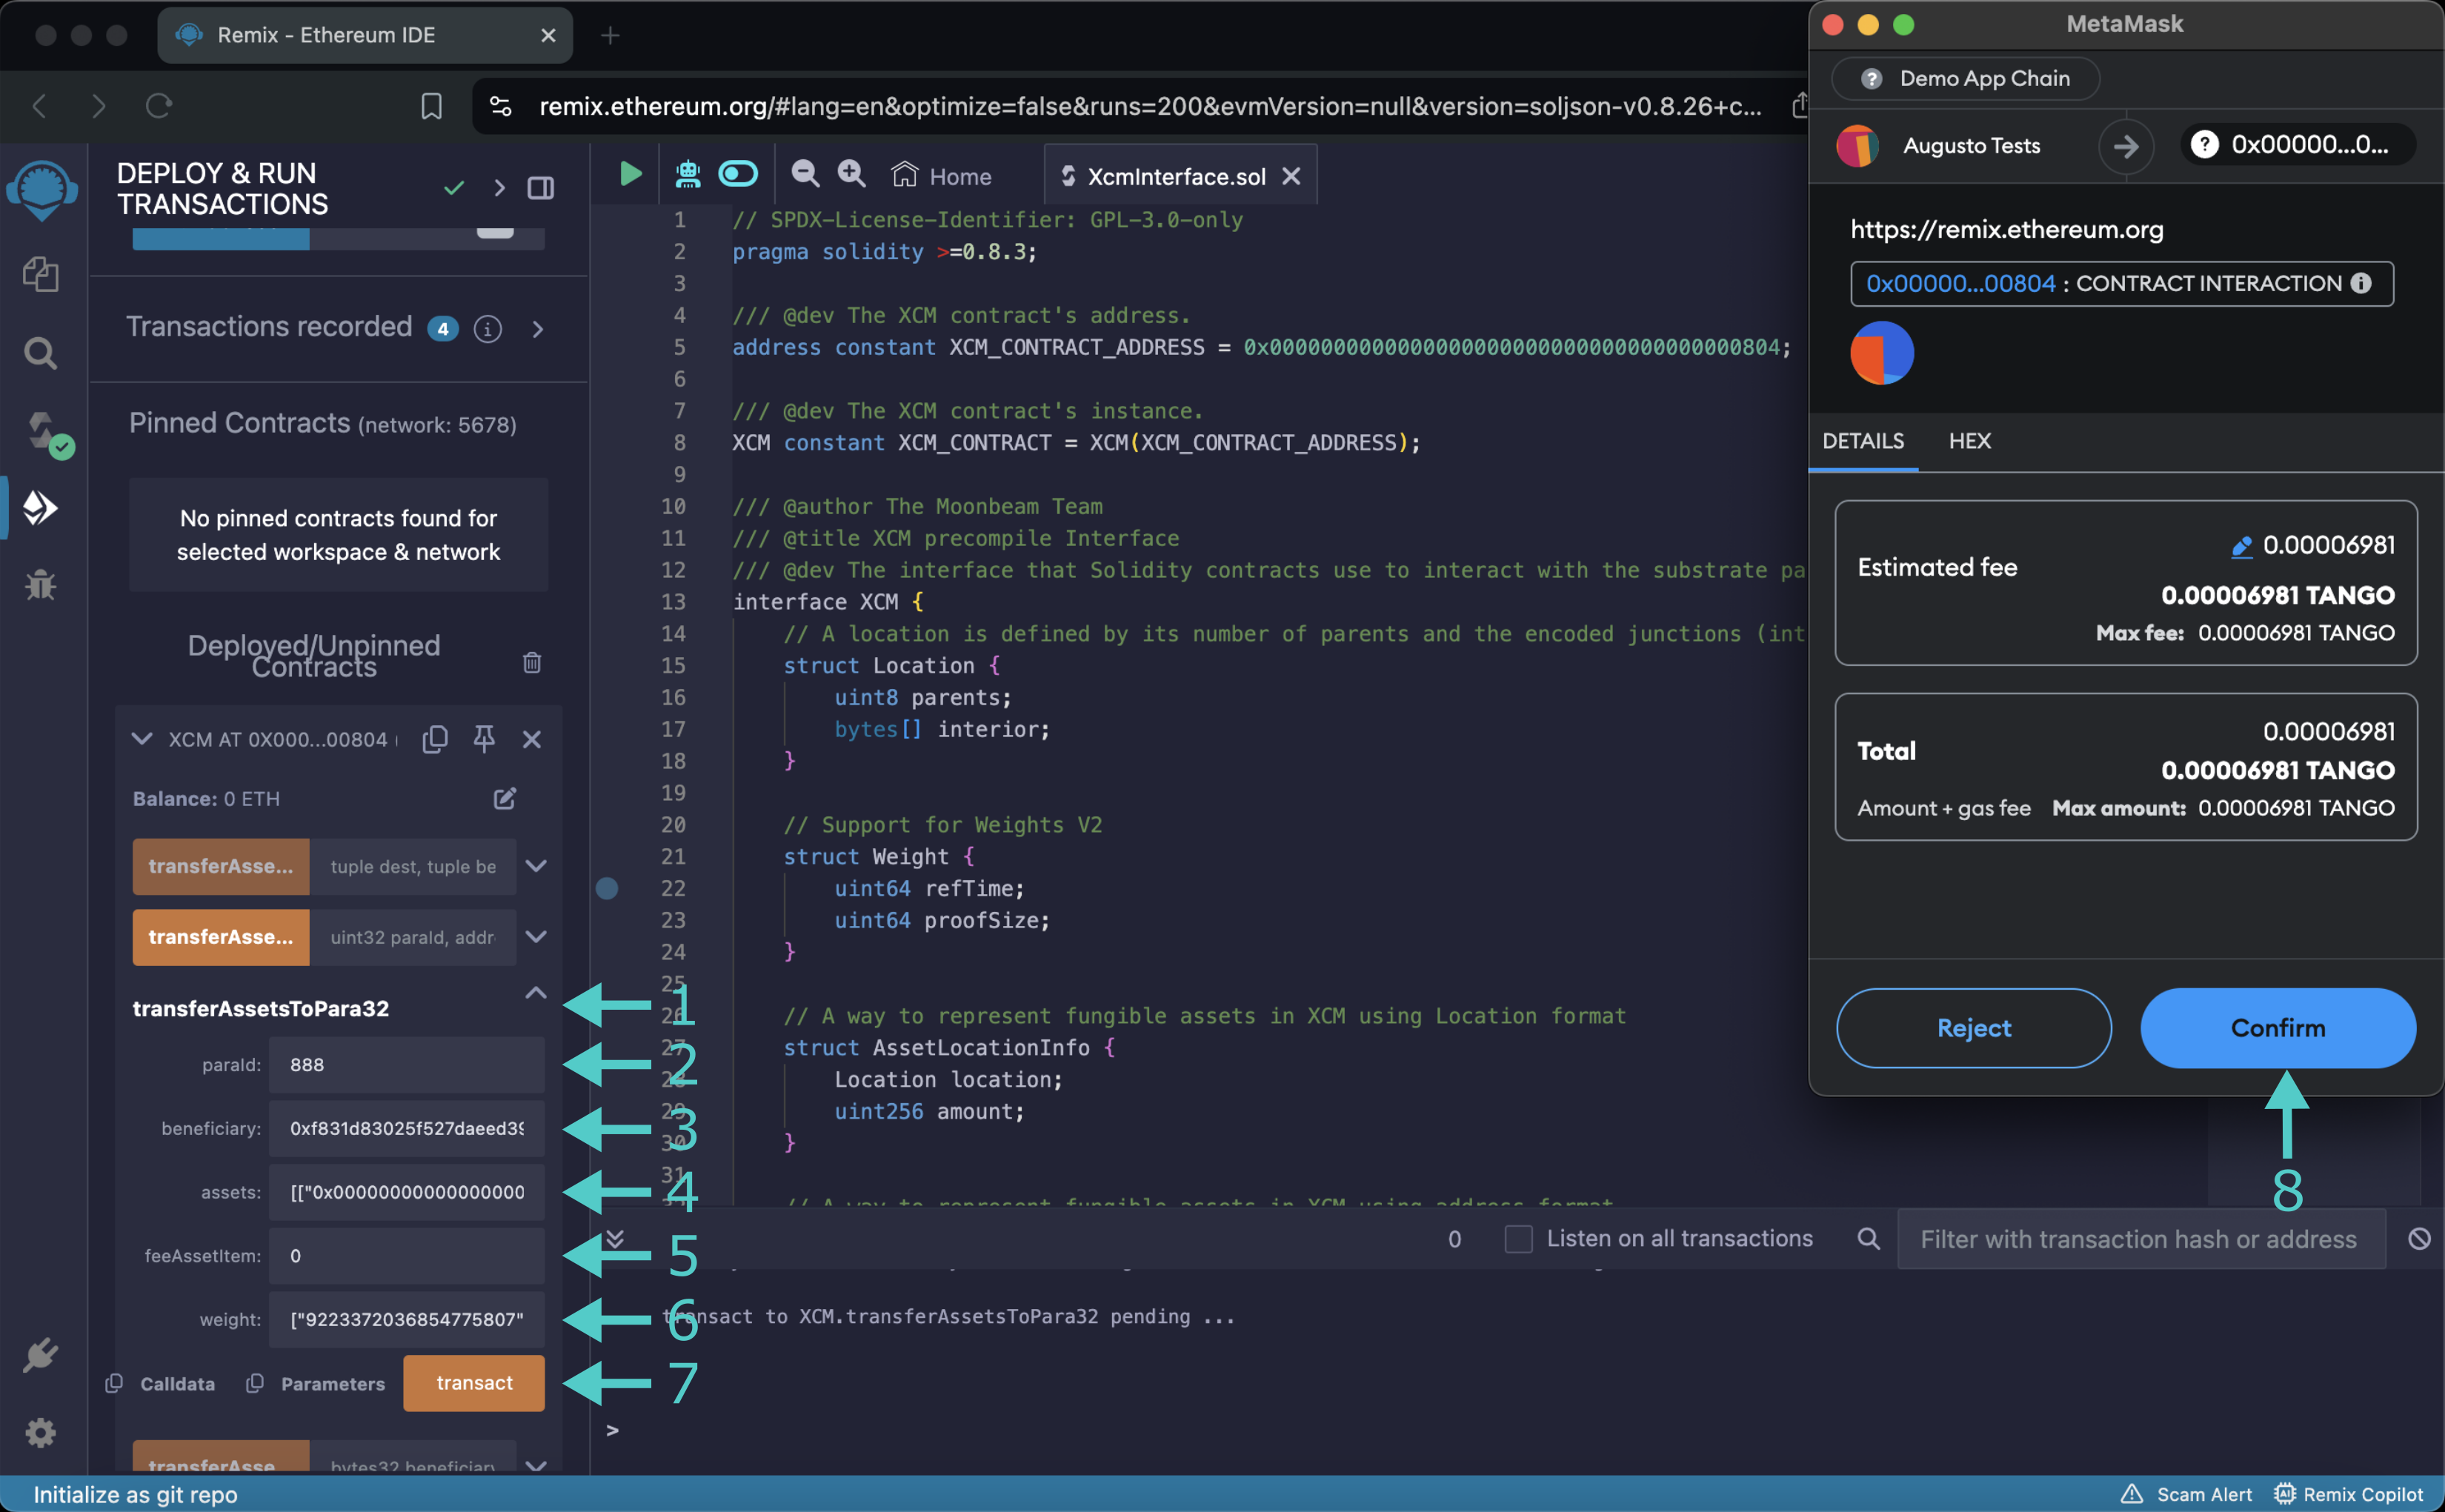 Remix - Ethereum IDE
remix.ethereum.org/#lang=en&optimize=false&runs=200&evmVersion=null&version=soljson-v0.8.26+c...
DEPLOY & RUN
TRANSACTIONS
Transactions recorded 4
Pinned Contracts (network: 5678)
No pinned contracts found for
selected workspace & network
Deployed/Unpinned
Contracts
XCM AT 0X000...00804 (
Balance: 0 ETH
transferAsse... tuple dest, tuple be
transferAsse... uint32 paraId, addr
transferAssetsToPara32
paraId: 888
beneficiary: 0xf831d83025f527daeed39
assets: [["0x00000000000000000
feeAssetItem: 0
weight: ["9223372036854775807"
Calldata Parameters transact
transferAsse bytes32 beneficiary
Initialize as git repo
Home XcmInterface.sol
1 // SPDX-License-Identifier: GPL-3.0-only
2 pragma solidity >=0.8.3;
3
4 /// @dev The XCM contract's address.
5 address constant XCM_CONTRACT_ADDRESS = 0x0000000000000000000000000000000000000804;
6
7 /// @dev The XCM contract's instance.
8 XCM constant XCM_CONTRACT = XCM(XCM_CONTRACT_ADDRESS);
9
10 /// @author The Moonbeam Team
11 /// @title XCM precompile Interface
12 /// @dev The interface that Solidity contracts use to interact with the substrate pa
13 interface XCM {
14 // A location is defined by its number of parents and the encoded junctions (int
15 struct Location {
16 uint8 parents;
17 bytes[] interior;
18 }
19
20 // Support for Weights V2
21 struct Weight {
22 uint64 refTime;
23 uint64 proofSize;
24 }
25
26 // A way to represent fungible assets in XCM using Location format
27 struct AssetLocationInfo {
28 Location location;
29 uint256 amount;
30 }
31
// A way to represent fungible assets in XCM using address format
1
2
3
4
5
6
7
8
0 Listen on all transactions Filter with transaction hash or address
transact to XCM.transferAssetsToPara32 pending ...
>
MetaMask
? Demo App Chain
Augusto Tests ? 0x00000...0...
https://remix.ethereum.org
0x00000...00804 : CONTRACT INTERACTION
DETAILS HEX
Estimated fee 0.00006981
0.00006981 TANGO
Max fee: 0.00006981 TANGO
Total 0.00006981
0.00006981 TANGO
Amount + gas fee Max amount: 0.00006981 TANGO
Reject Confirm
Scam Alert AI Remix Copilot